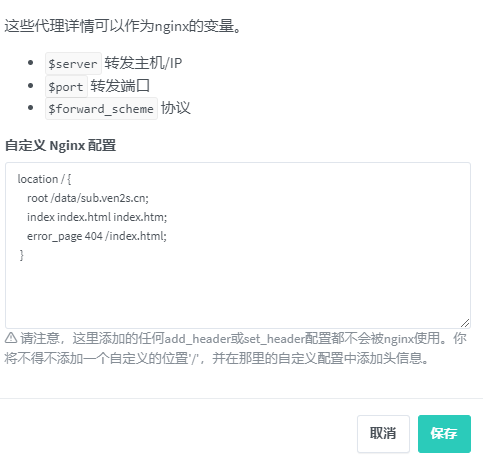 这些代理详情可以作为nginx的变量。
$server 转发主机/IP
$port 转发端口
$forward_scheme 协议
自定义 Nginx 配置
location / {
root /data/sub.ven2s.cn;
index index.html index.htm;
error_page 404 /index.html;
}
请注意，这里添加的任何add_header或set_header配置都不会被nginx使用。你
将不得不添加一个自定义的位置'/'，并在那里的自定义配置中添加头信息。
取消
保存